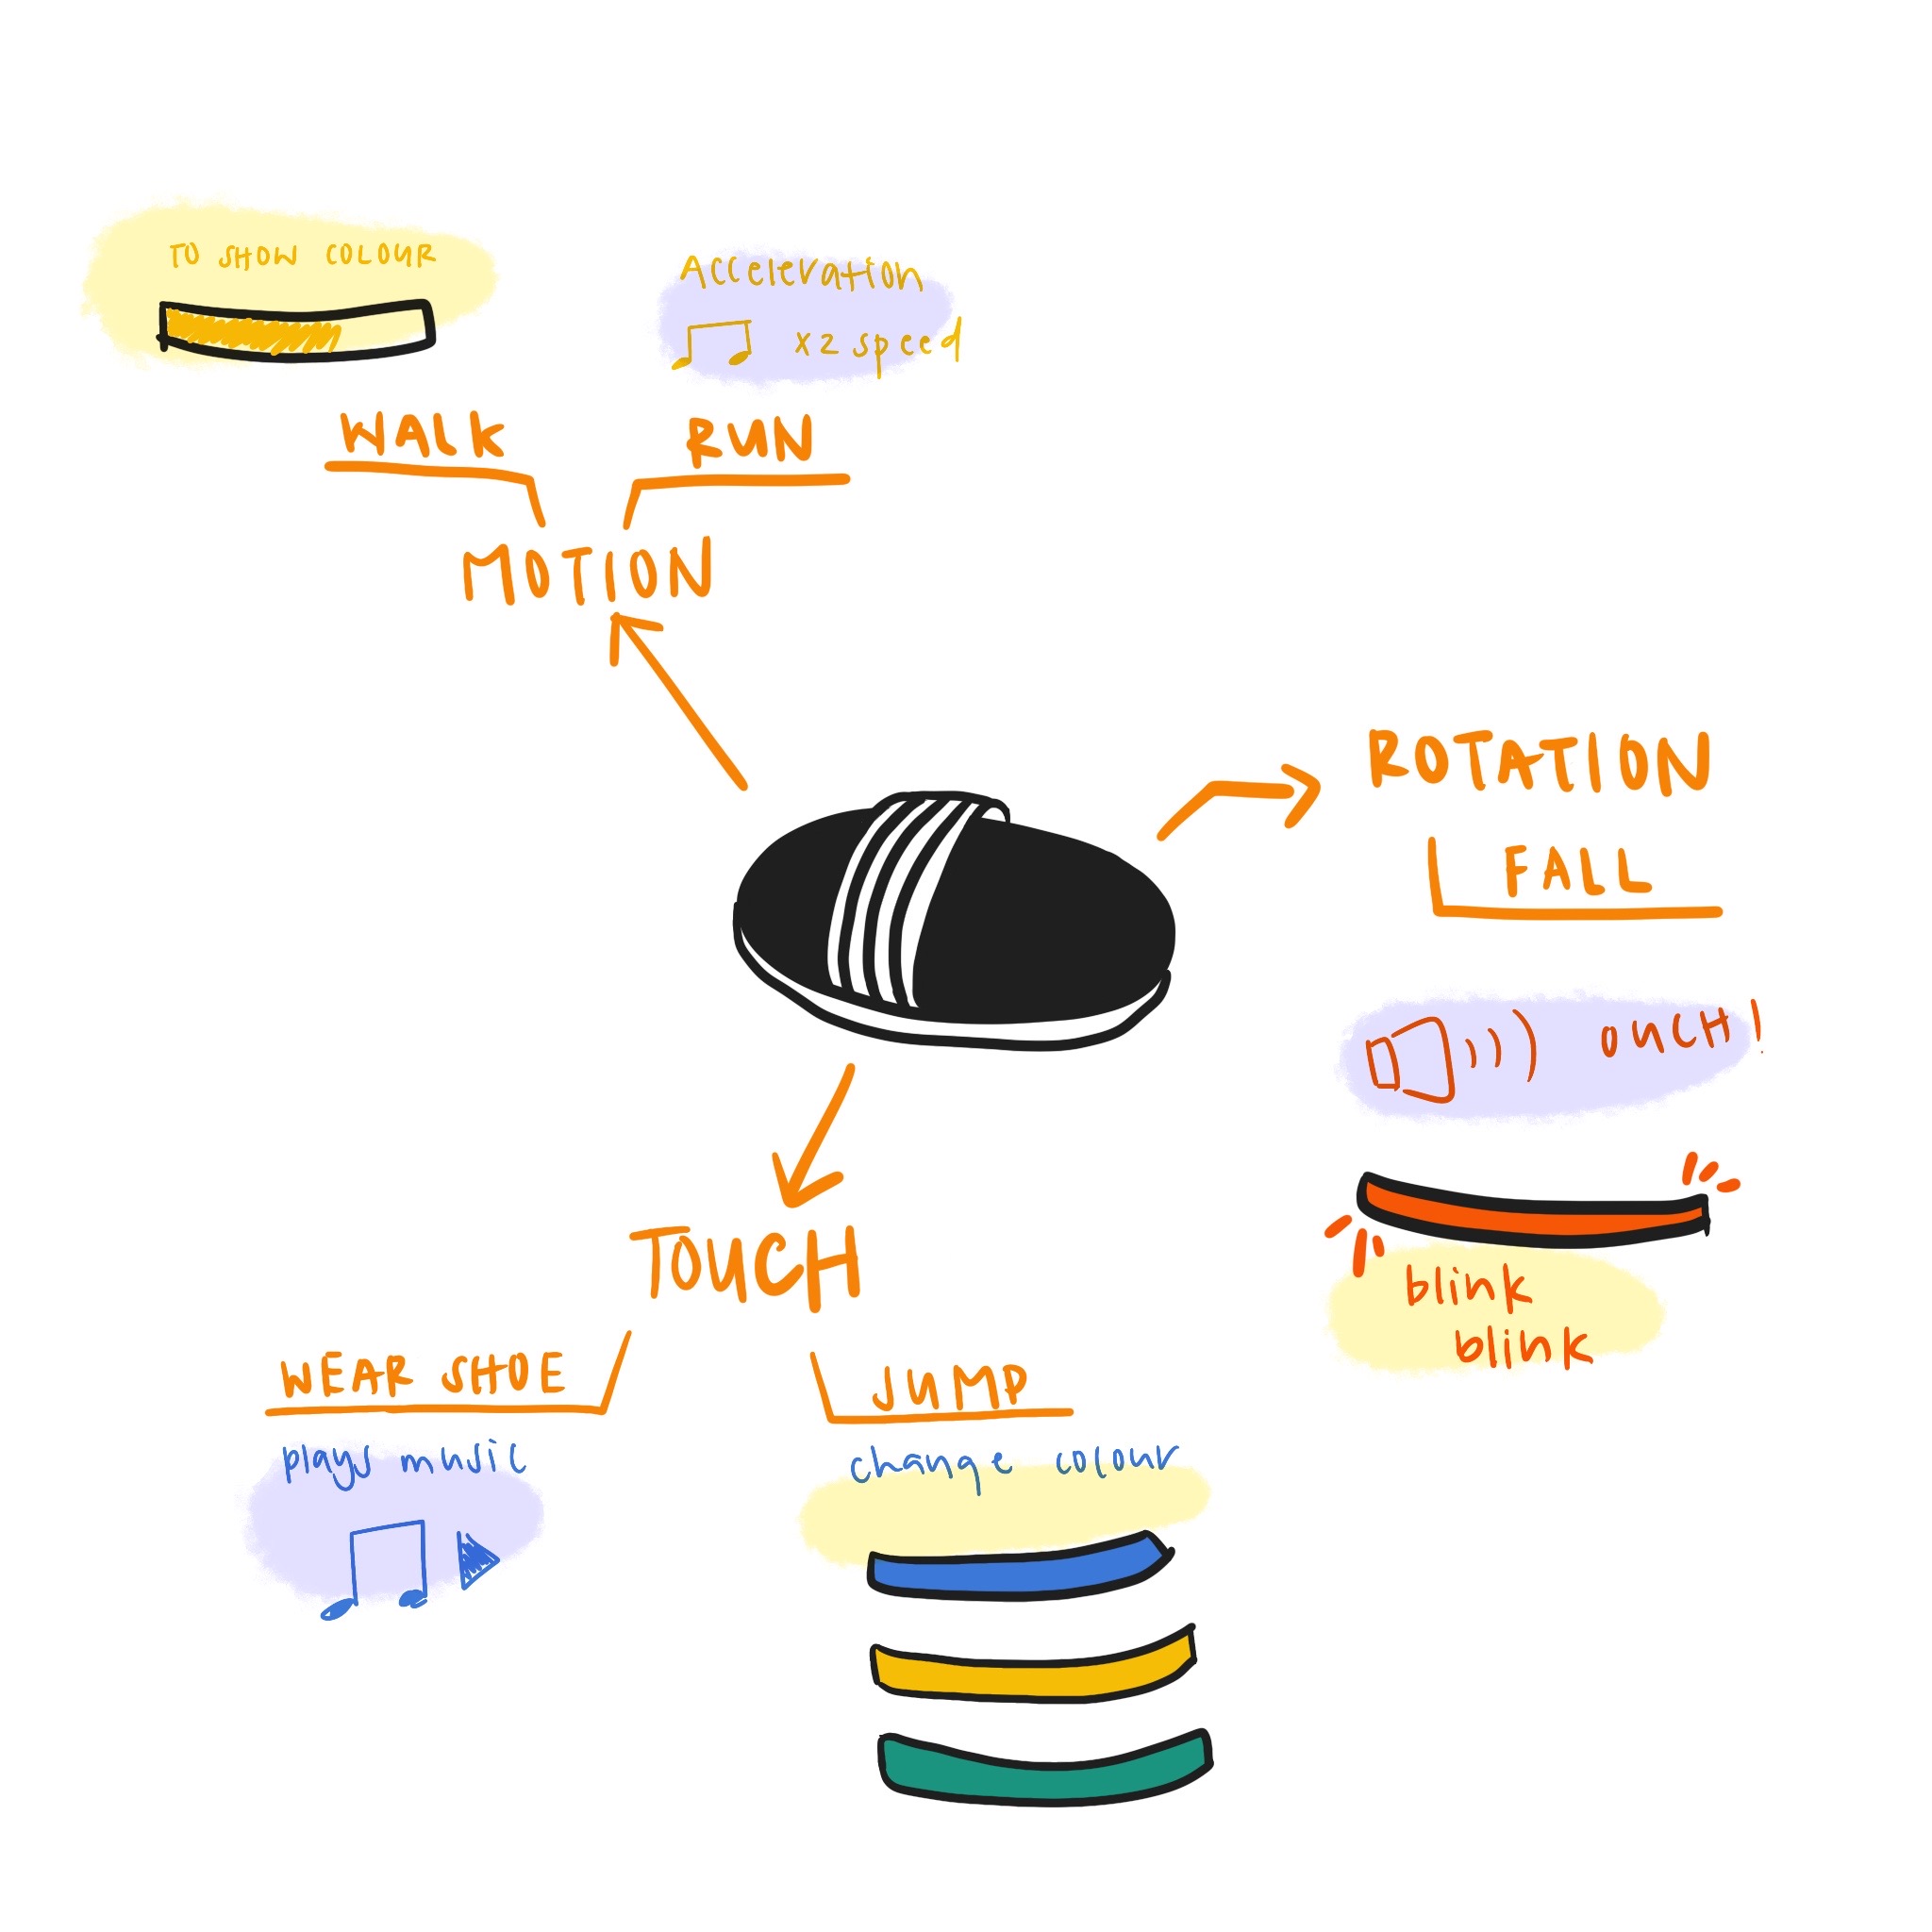 TO SHOW COLOUR
Acceleration
x2 speed
WALK
RUN
MOTION
ROTATION
FALL
OUCH!
blink
blink
TOUCH
WEAR SHOE
plays music
JUMP
change colour